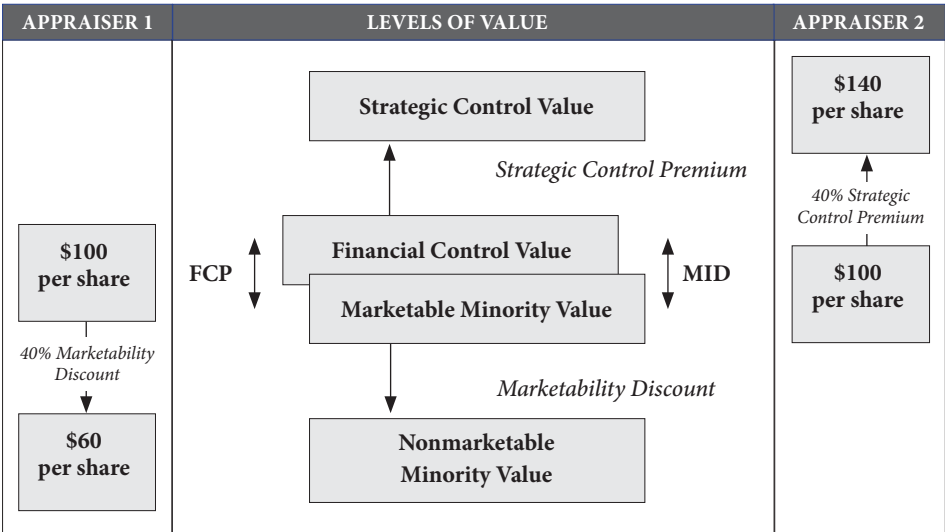 APPRAISER 1
LEVELS OF VALUE
APPRAISER 2
$100
per share
40% Marketability
Discount
$60
per share
Strategic Control Value
Strategic Control Premium
Financial Control Value
FCP
MID
Marketable Minority Value
Marketability Discount
Nonmarketable
Minority Value
$140
per share
40% Strategic
Control Premium
$100
per share